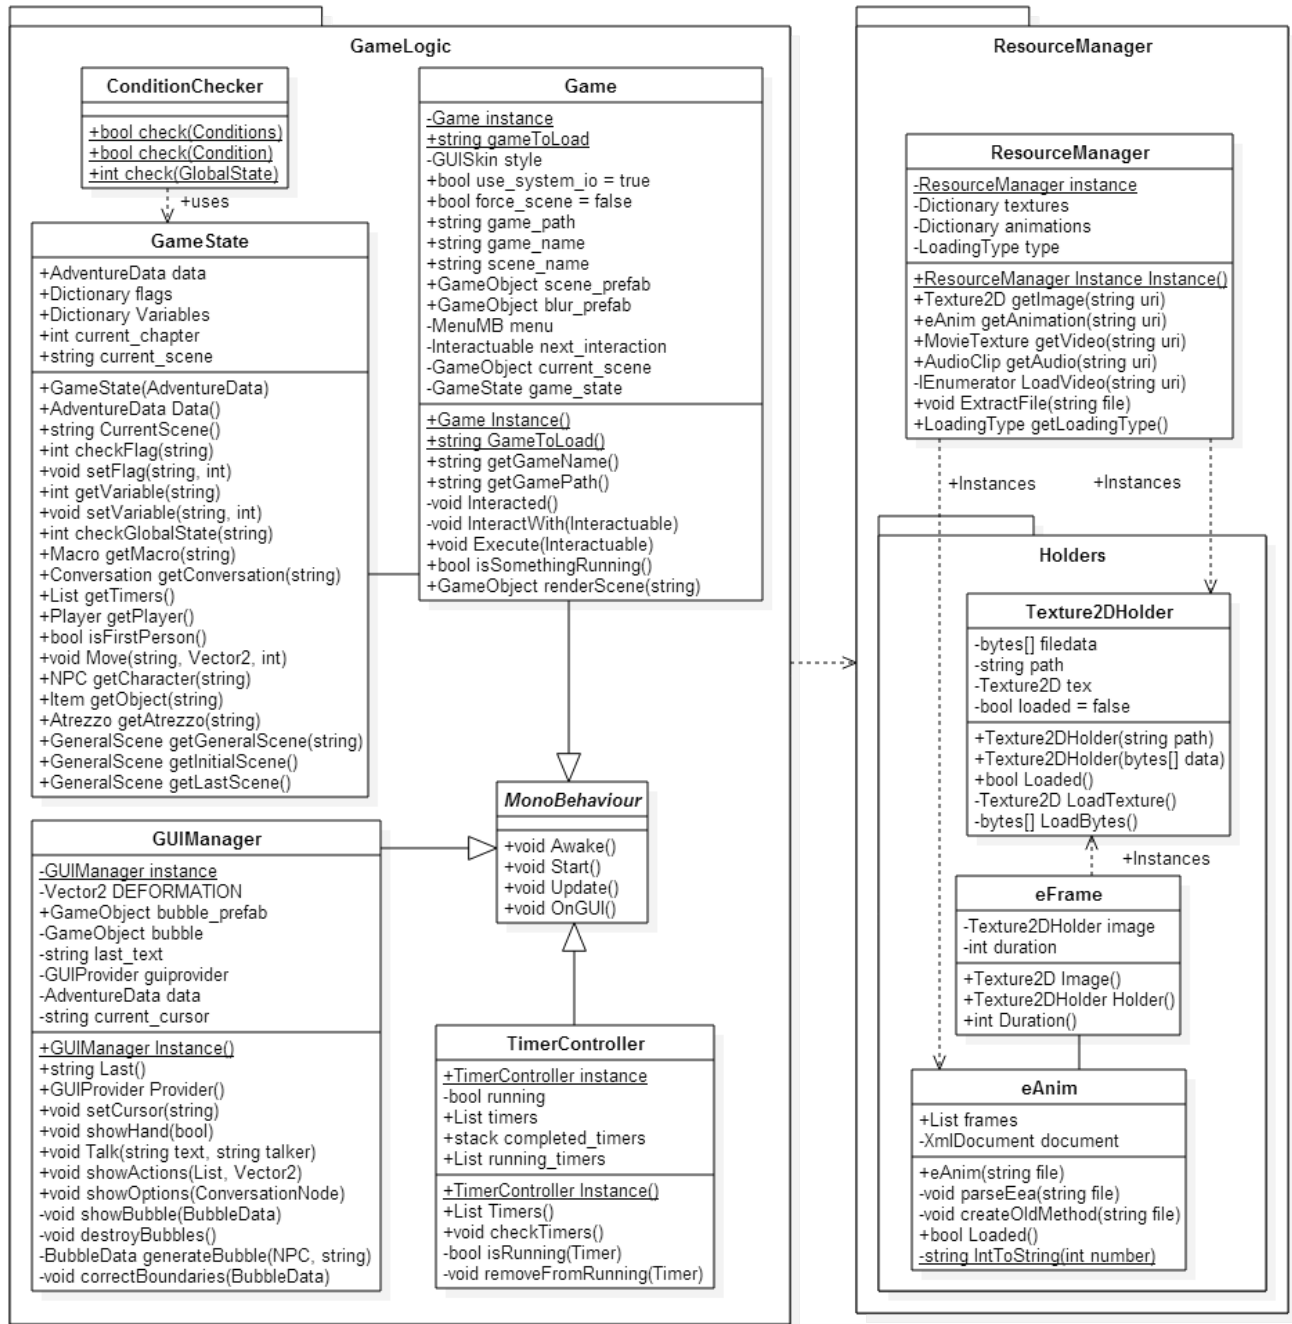 GameLogic
ConditionChecker
+bool check(Conditions)
+bool check(Condition)
+int check(GlobalState)
+uses
GameState
+AdventureData data
+Dictionary flags
+Dictionary Variables
+int current_chapter
+string current_scene
+GameState(AdventureData)
+AdventureData Data()
+string CurrentScene()
+int checkFlag(string)
+void setFlag(string, int)
+int getVariable(string)
+void setVariable(string, int)
+int checkGlobalState(string)
+Macro getMacro(string)
+Conversation getConversation(string)
+List getTimers()
+Player getPlayer()
+bool isFirstPerson()
+void Move(string, Vector2, int)
+NPC getCharacter(string)
+Item getObject(string)
+Atrezzo getAtrezzo(string)
+GeneralScene getGeneralScene(string)
+GeneralScene getInitialScene()
+GeneralScene getLastScene()
Game
-Game instance
+string gameToLoad
-GUISkin style
+bool use_system_io = true
+bool force_scene = false
+string game_path
+string game_name
+string scene_name
+GameObject scene_prefab
+GameObject blur_prefab
-MenuMB menu
-Interactuable next_interaction
-GameObject current_scene
-GameState game_state
+Game Instance()
+string GameToLoad()
+string getGameName()
+string getGamePath()
-void Interacted()
-void InteractWith(Interactuable)
+void Execute(Interactuable)
+bool isSomethingRunning()
+GameObject renderScene(string)
MonoBehaviour
+void Awake()
+void Start()
+void Update()
+void OnGUI()
GUIManager
-GUIManager instance
-Vector2 DEFORMATION
+GameObject bubble_prefab
-GameObject bubble
-string last_text
-GUIProvider guiprovider
-AdventureData data
-string current_cursor
+GUIManager Instance()
+string Last()
+GUIProvider Provider()
+void setCursor(string)
+void showHand(bool)
+void Talk(string text, string talker)
+void showActions(List, Vector2)
+void showOptions(ConversationNode)
-void showBubble(BubbleData)
-void destroyBubbles()
-BubbleData generateBubble(NPC, string)
-void correctBoundaries(BubbleData)
TimerController
+TimerController instance
-bool running
+List timers
+stack completed_timers
+List running_timers
+TimerController Instance()
+List Timers()
+void checkTimers()
-bool isRunning(Timer)
-void removeFromRunning(Timer)
ResourceManager
ResourceManager
-ResourceManager instance
-Dictionary textures
-Dictionary animations
-LoadingType type
+ResourceManager Instance Instance()
+Texture2D getImage(string uri)
+eAnim getAnimation(string uri)
+MovieTexture getVideo(string uri)
+AudioClip getAudio(string uri)
-IEnumerator LoadVideo(string uri)
+void ExtractFile(string file)
+LoadingType getLoadingType()
+Instances
+Instances
Holders
Texture2DHolder
-bytes[] filedata
-string path
-Texture2D tex
-bool loaded = false
+Texture2DHolder(string path)
+Texture2DHolder(bytes[] data)
+bool Loaded()
-Texture2D LoadTexture()
-bytes[] LoadBytes()
+Instances
eFrame
-Texture2DHolder image
-int duration
+Texture2D Image()
+Texture2DHolder Holder()
+int Duration()
eAnim
+List frames
-XmlDocument document
+eAnim(string file)
-void parseEea(string file)
-void createOldMethod(string file)
+bool Loaded()
-string IntToString(int number)